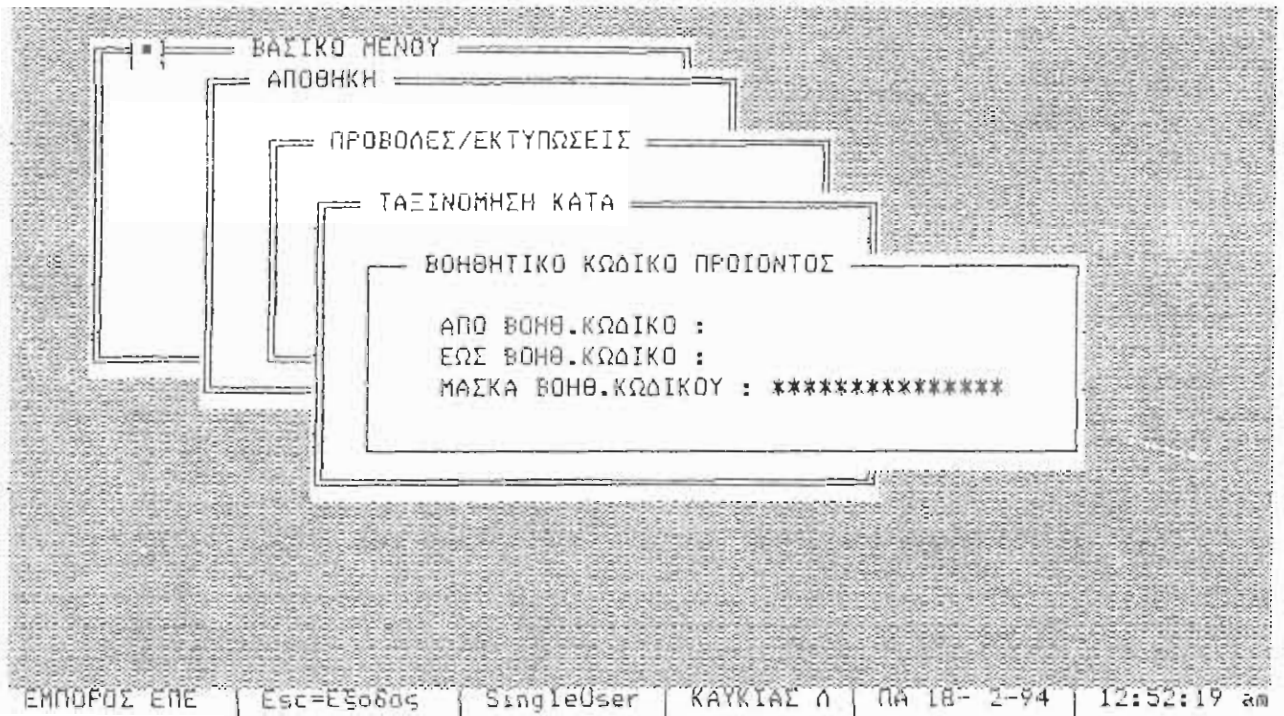 ΒΑΣΙΚΟ ΜΕΝΟΥ
ΑΠΟΘΗΚΗ
ΠΡΟΒΟΛΕΣ/ΕΚΤΥΠΩΣΕΙΣ
ΤΑΞΙΝΟΜΗΣΗ ΚΑΤΑ
ΒΟΗΘΗΤΙΚΟ ΚΩΔΙΚΟ ΠΡΟΙΟΝΤΟΣ
ΑΠΟ ΒΟΗΘ.ΚΩΔΙΚΟ :
ΕΩΣ ΒΟΗΘ.ΚΩΔΙΚΟ :
ΜΑΣΚΑ ΒΟΗΘ.ΚΩΔΙΚΟΥ : ***************
ΕΜΠΟΡΟΣ ΕΠΕ | Esc=Εξοδος | SingleUser | ΚΑΥΚΙΑΣ Λ | ΠΑ 18- 2-94 | 12:52:19 am